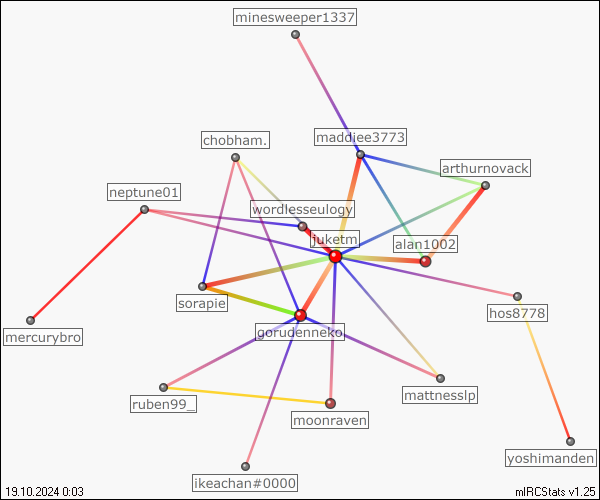 minesweeper1337
chobham.
maddiee3773
arthurnovack
neptune01
wordlesseulogy
juketm
alan1002
sorapie
hos8778
mercurybro
gorudenneko
mattnesslp
ruben99_
moonraven
yoshimanden
ikeachan#0000
19.10.2024 0:03
mIRCStats v1.25